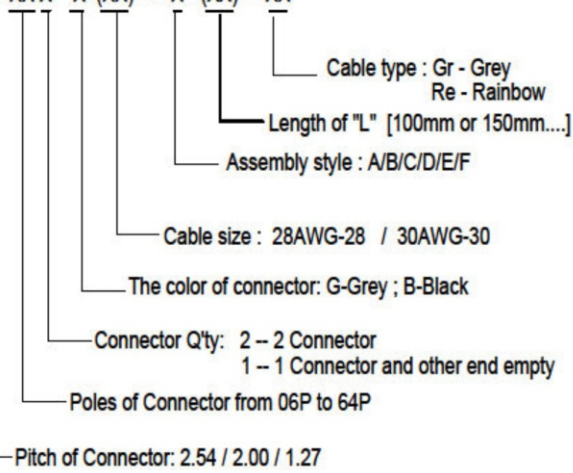 Cable type : Gr - Grey
Re - Rainbow
Length of "L" [100mm or 150mm....]
Assembly style : A/B/C/D/E/F
Cable size : 28AWG-28 / 30AWG-30
The color of connector: G-Grey ; B-Black
Connector Q'ty: 2 -- 2 Connector
1 -- 1 Connector and other end empty
Poles of Connector from 06P to 64P
Pitch of Connector: 2.54 / 2.00 / 1.27